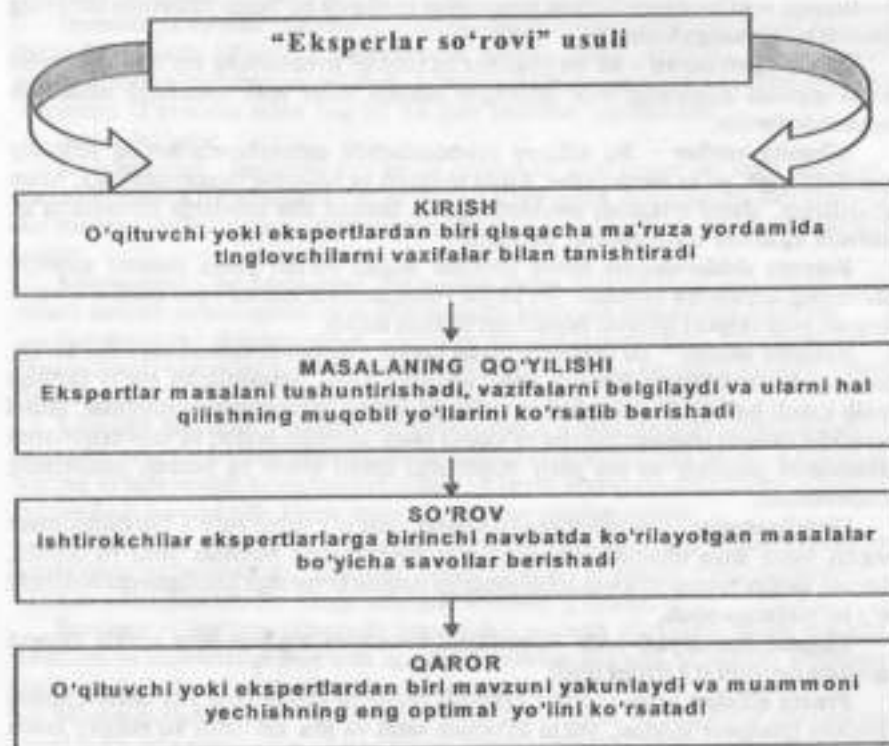 “Eksperlar so‘rovi” usuli
KIRISH
O‘qituvchi yoki ekspertlardan biri qisqacha ma’ruza yordamida
tinglovchilarni vaxifalar bilan tanishtiradi
MASALANING QO‘YILISHI
Ekspertlar masalani tushuntirishadi, vazifalarni belgilaydi va ularni hal
qilishning muqobil yo‘llarini ko‘rsatib berishadi
SO‘ROV
Ishtirokchilar ekspertlarlarga birinchi navbatda ko‘rilayotgan masalalar
bo‘yicha savollar berishadi
QAROR
O‘qituvchi yoki ekspertlardan biri mavzuni yakunlaydi va muammoni
yechishning eng optimal yo‘lini ko‘rsatadi